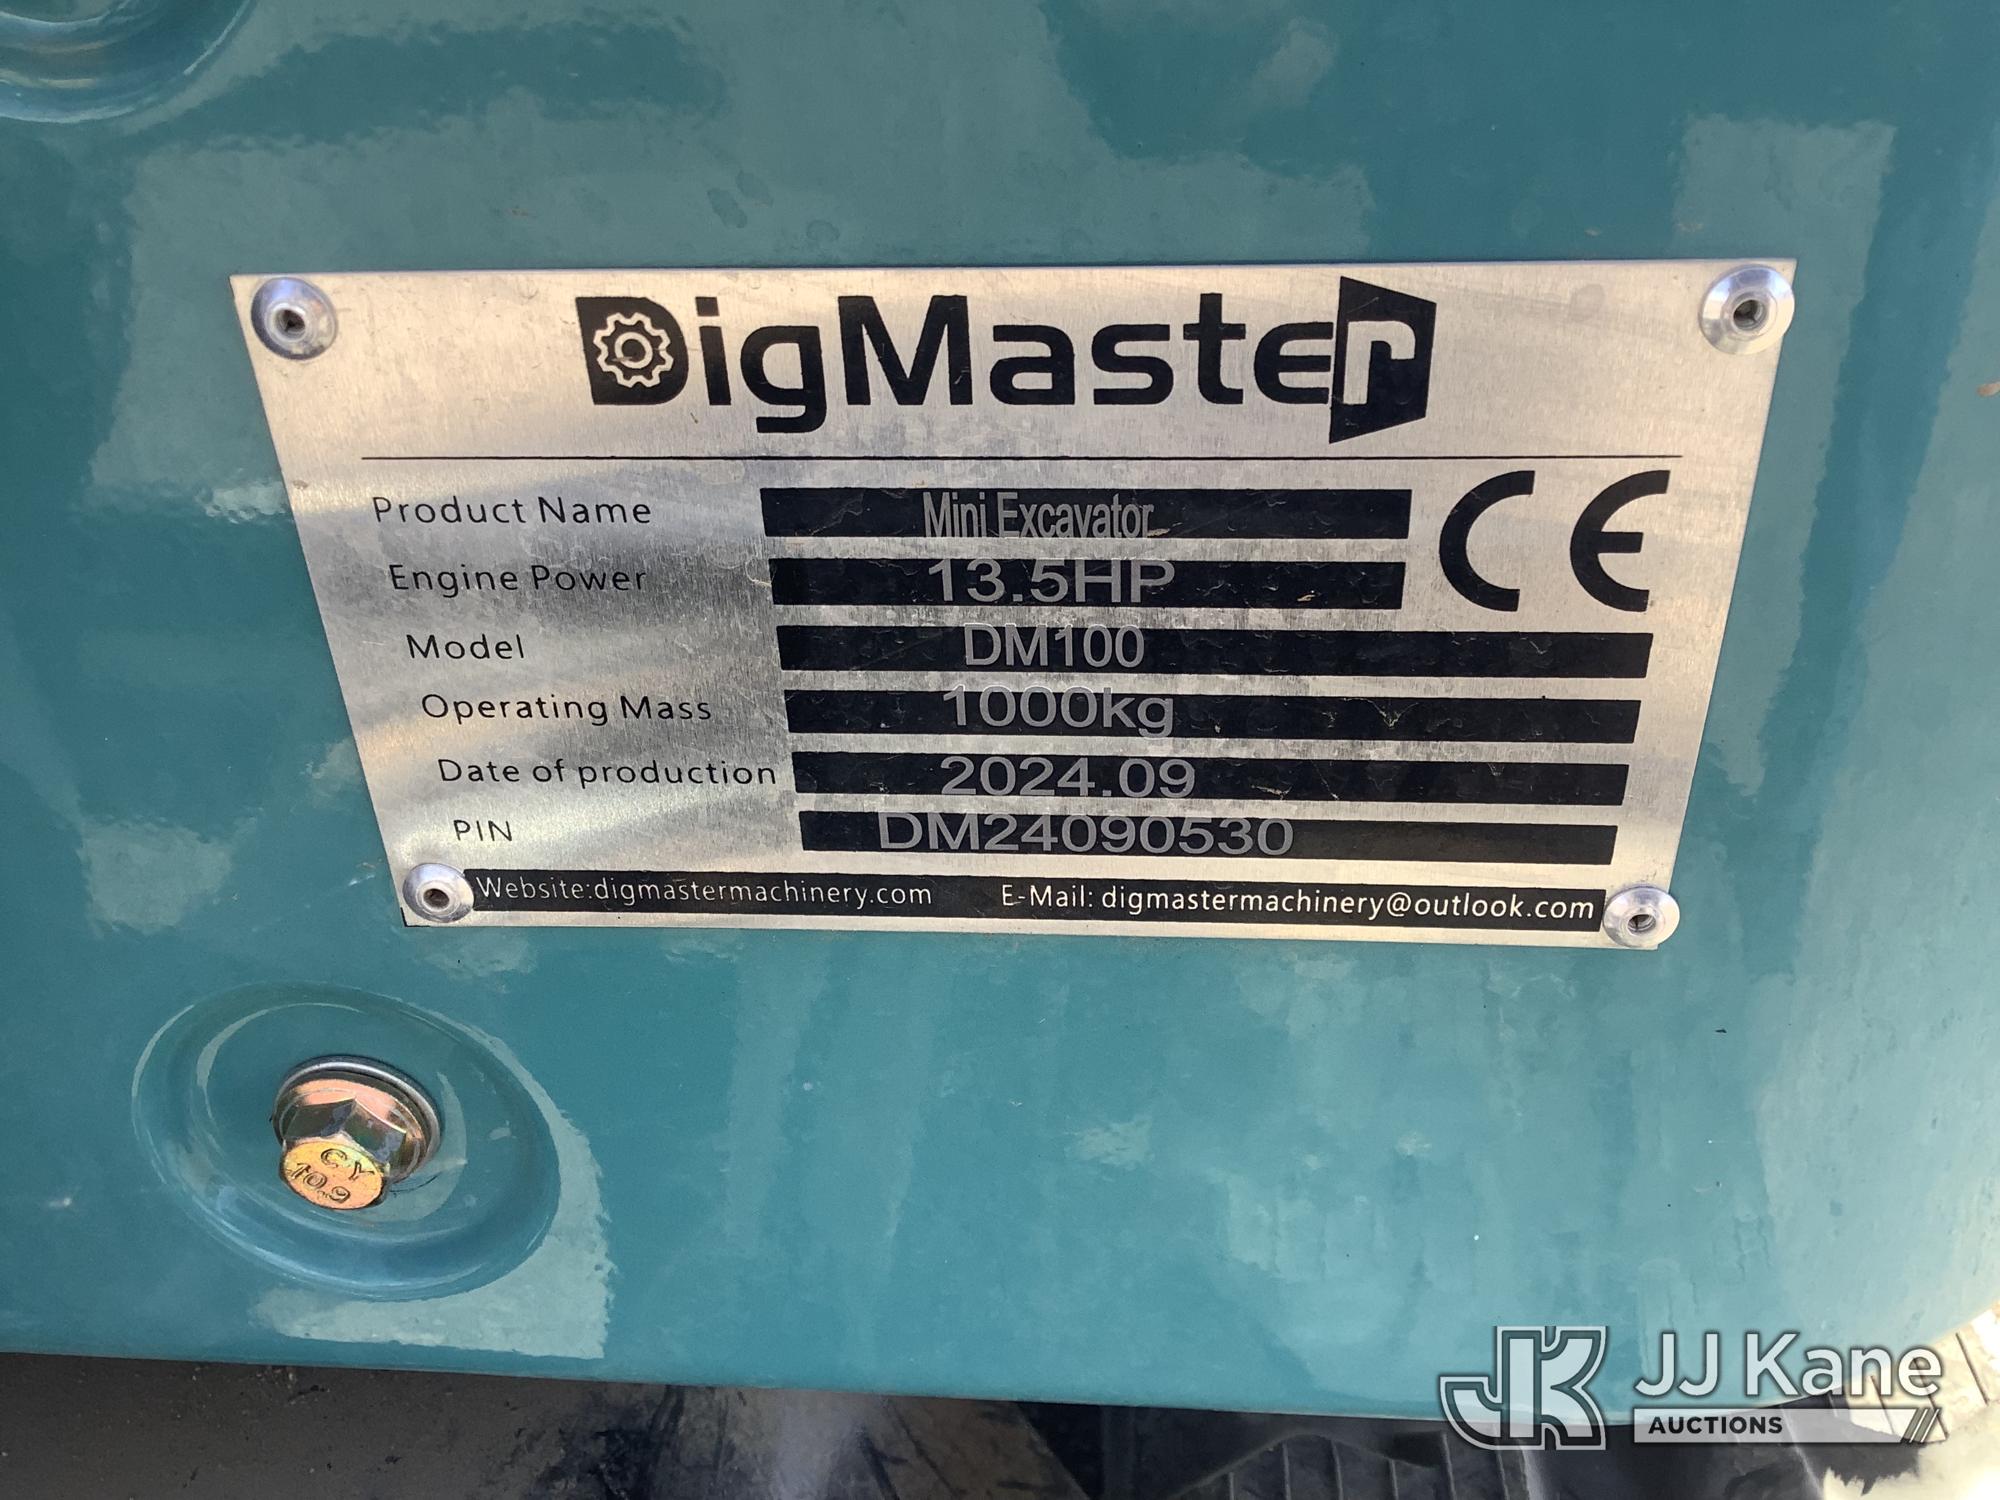 DigMaster
Product Name Mini Excavator
Engine Power 13.5HP
CE
Model DM100
Operating Mass 1000kg
Date of production 2024.09
PIN DM24090530
Website:digmastermachinery.com E-Mail: digmastermachinery@outlook.com
CY
10.9
JK JJ Kane
AUCTIONS